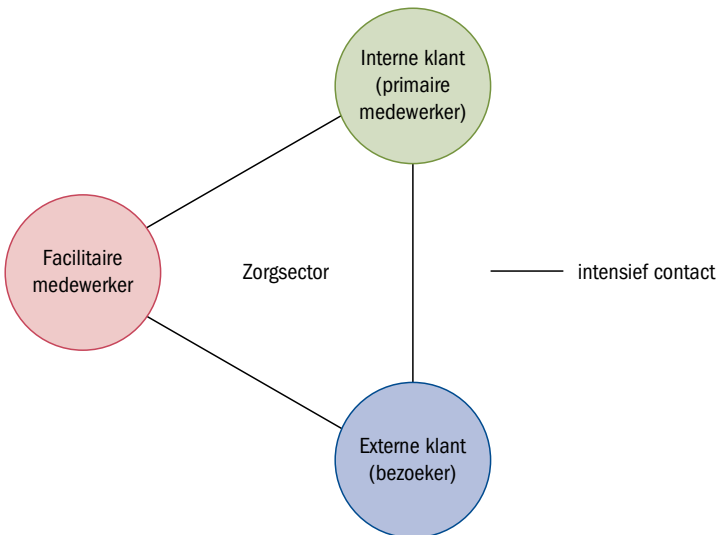 Interne klant
(primaire
medewerker)
Facilitaire
medewerker
Zorgsector
intensief contact
Externe klant
(bezoeker)